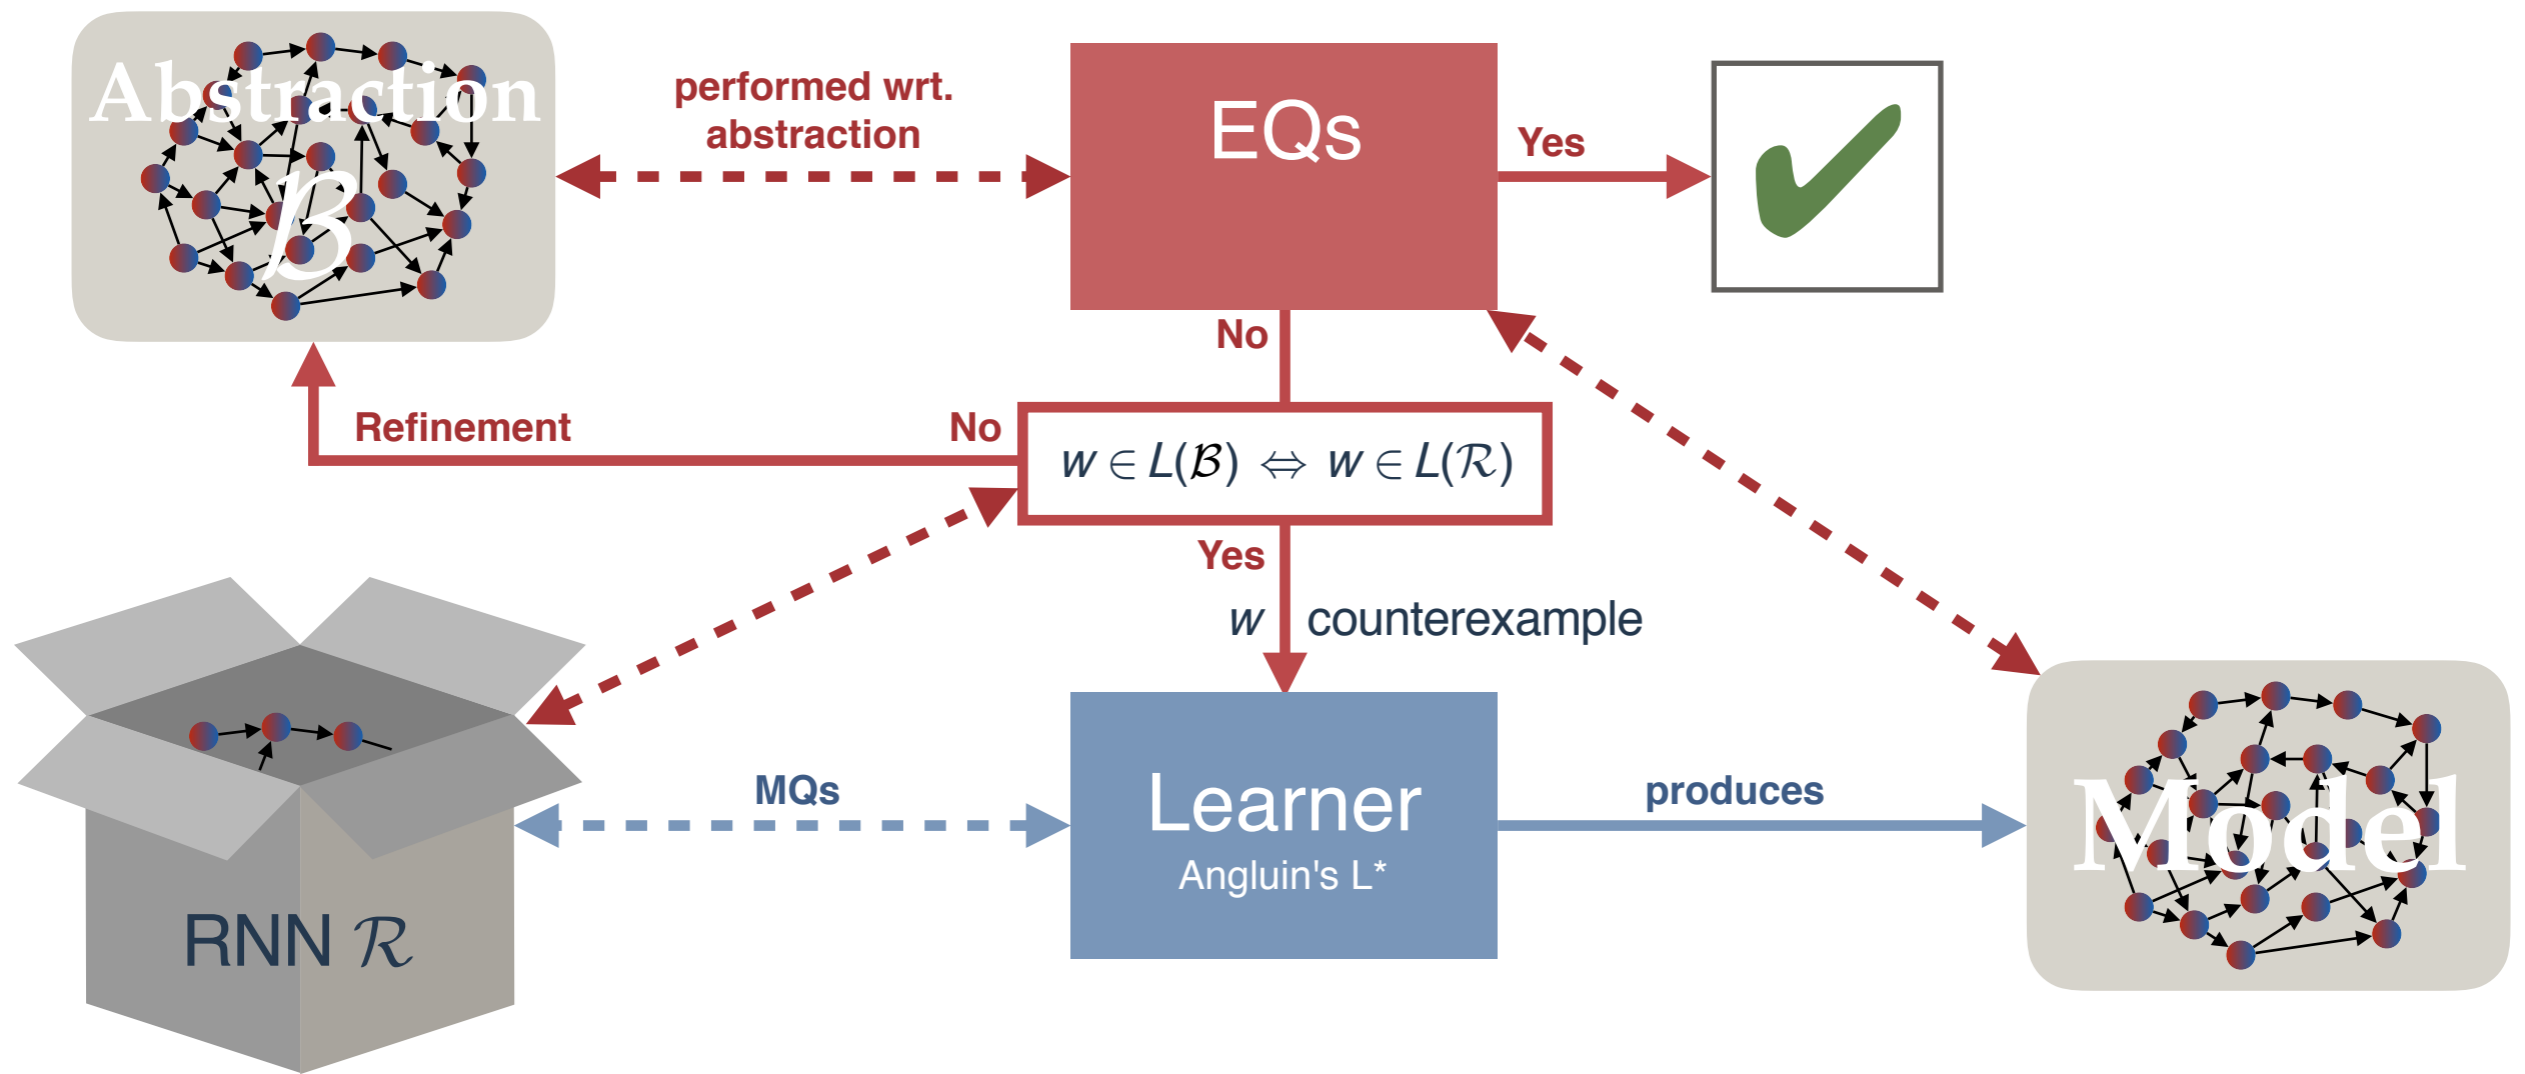 Abstraction
ℬ
performed wrt.
abstraction
EQs
Yes
No
Refinement
No
w ∈ L(ℬ) ⇔ w ∈ L(ℛ)
Yes
w counterexample
RNN ℛ
MQs
Learner
Angluin's L*
produces
Model